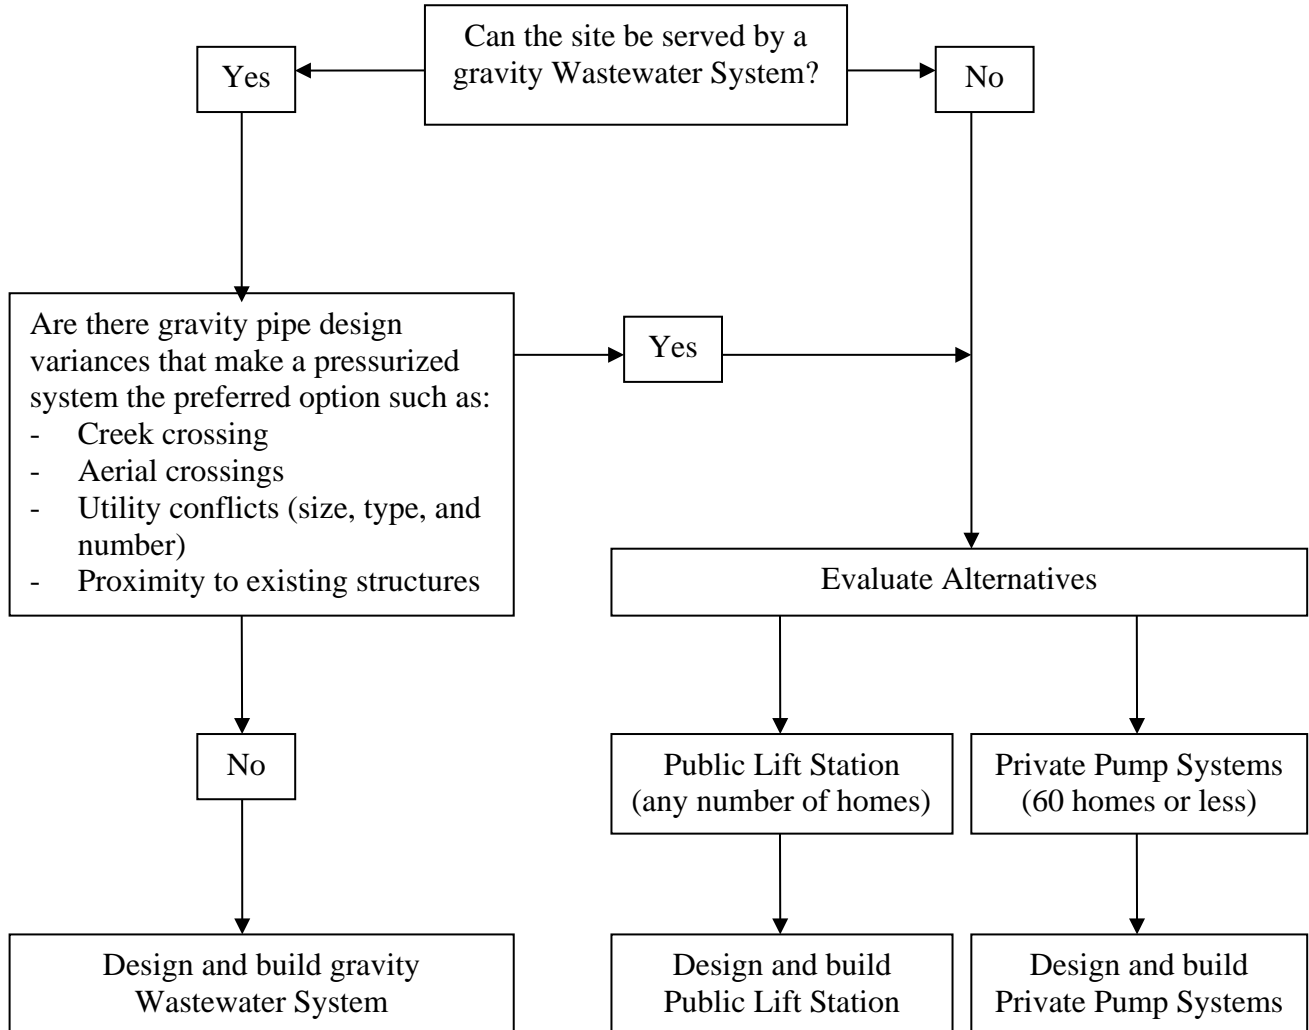 Can the site be served by a
gravity Wastewater System?
Yes
No
Are there gravity pipe design
variances that make a pressurized
system the preferred option such as:
- Creek crossing
- Aerial crossings
- Utility conflicts (size, type, and
number)
- Proximity to existing structures
Yes
Evaluate Alternatives
No
Public Lift Station
(any number of homes)
Private Pump Systems
(60 homes or less)
Design and build gravity
Wastewater System
Design and build
Public Lift Station
Design and build
Private Pump Systems